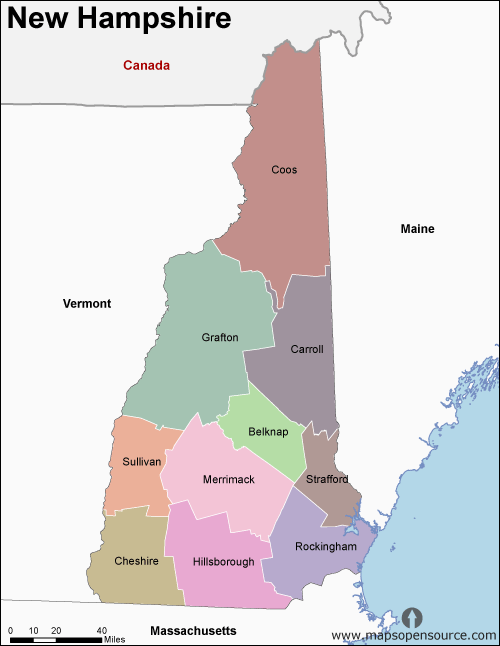 New Hampshire
Canada
Coos
Maine
Vermont
Grafton
Carroll
Belknap
Sullivan
Merrimack
Strafford
Rockingham
Cheshire
Hillsborough
0 10 20 40
Miles
Massachusetts
www.mapsopensource.com